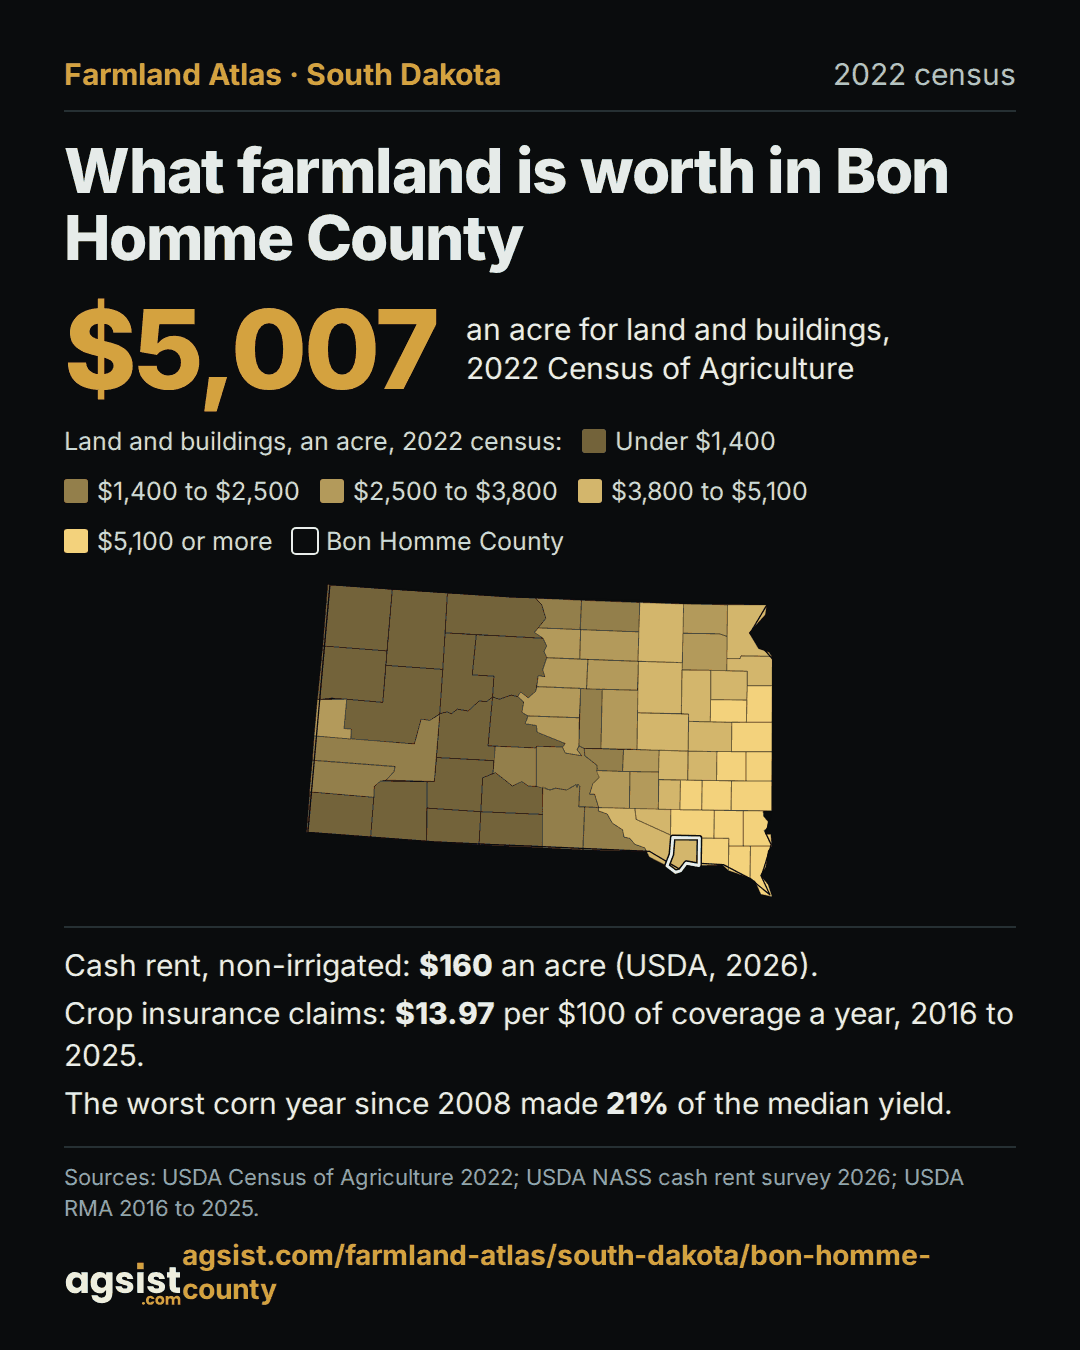 Farmland Atlas · South Dakota
2022 census
What farmland is worth in Bon
Homme County
$5,007
an acre for land and buildings,
2022 Census of Agriculture
Land and buildings, an acre, 2022 census: Under $1,400
$1,400 to $2,500 $2,500 to $3,800 $3,800 to $5,100
$5,100 or more Bon Homme County
Cash rent, non-irrigated: $160 an acre (USDA, 2026).
Crop insurance claims: $13.97 per $100 of coverage a year, 2016 to
2025.
The worst corn year since 2008 made 21% of the median yield.
Sources: USDA Census of Agriculture 2022; USDA NASS cash rent survey 2026; USDA
RMA 2016 to 2025.
agsist
.com
agsist.com/farmland-atlas/south-dakota/bon-homme-
county